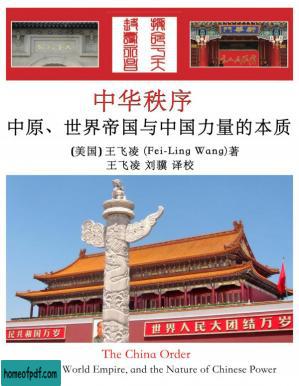 中华秩序
中原、世界帝国与中国力量的本质
(美国) 王飞凌 (Fei-Ling Wang) 著
王飞凌 刘骥 译校
民共和国万岁
世界人民大团结万岁
The China Order
World Empire, and the Nature of Chinese Power
homeofpdf.com